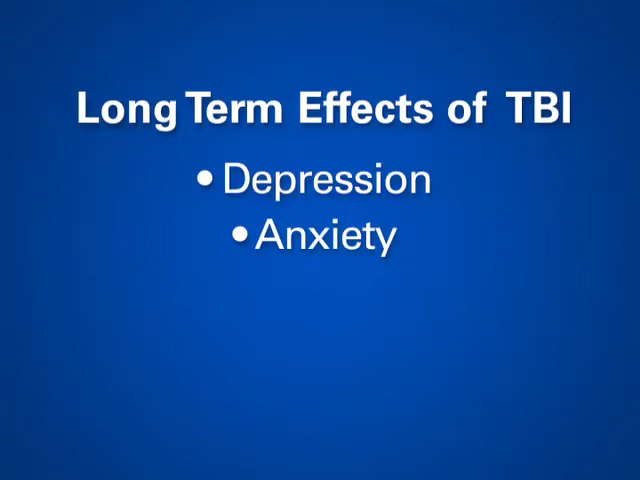 Long Term Effects of TBI
• Depression
• Anxiety